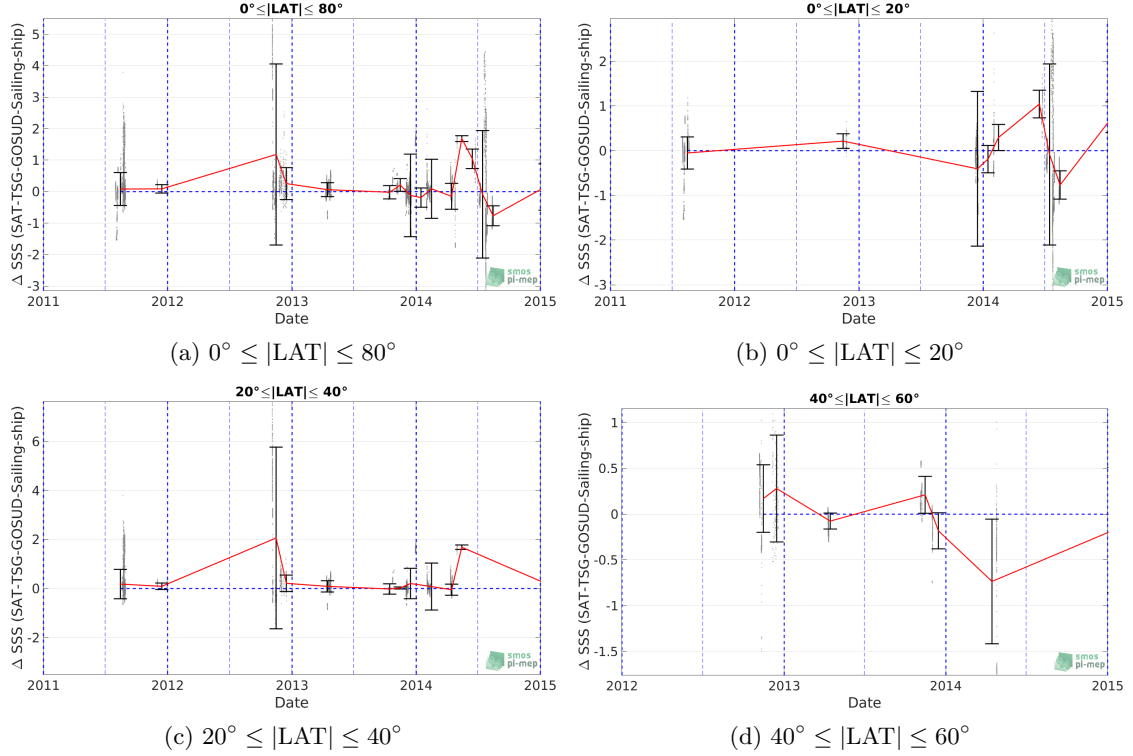 0°≤|LAT|≤ 80°
Δ SSS (SAT-TSG-GOSUD-Sailing-ship)
5
4
3
2
1
0
-1
-2
-3
2011 2012 2013 2014 2015
Date
smos
pi-mep
(a) 0° ≤ |LAT| ≤ 80°
0°≤|LAT|≤ 20°
Δ SSS (SAT-TSG-GOSUD-Sailing-ship)
2
1
0
-1
-2
-3
2011 2012 2013 2014 2015
Date
smos
pi-mep
(b) 0° ≤ |LAT| ≤ 20°
20°≤|LAT|≤ 40°
Δ SSS (SAT-TSG-GOSUD-Sailing-ship)
6
4
2
0
-2
2011 2012 2013 2014 2015
Date
smos
pi-mep
(c) 20° ≤ |LAT| ≤ 40°
40°≤|LAT|≤ 60°
Δ SSS (SAT-TSG-GOSUD-Sailing-ship)
1
0.5
0
-0.5
-1
-1.5
2012 2013 2014 2015
Date
smos
pi-mep
(d) 40° ≤ |LAT| ≤ 60°